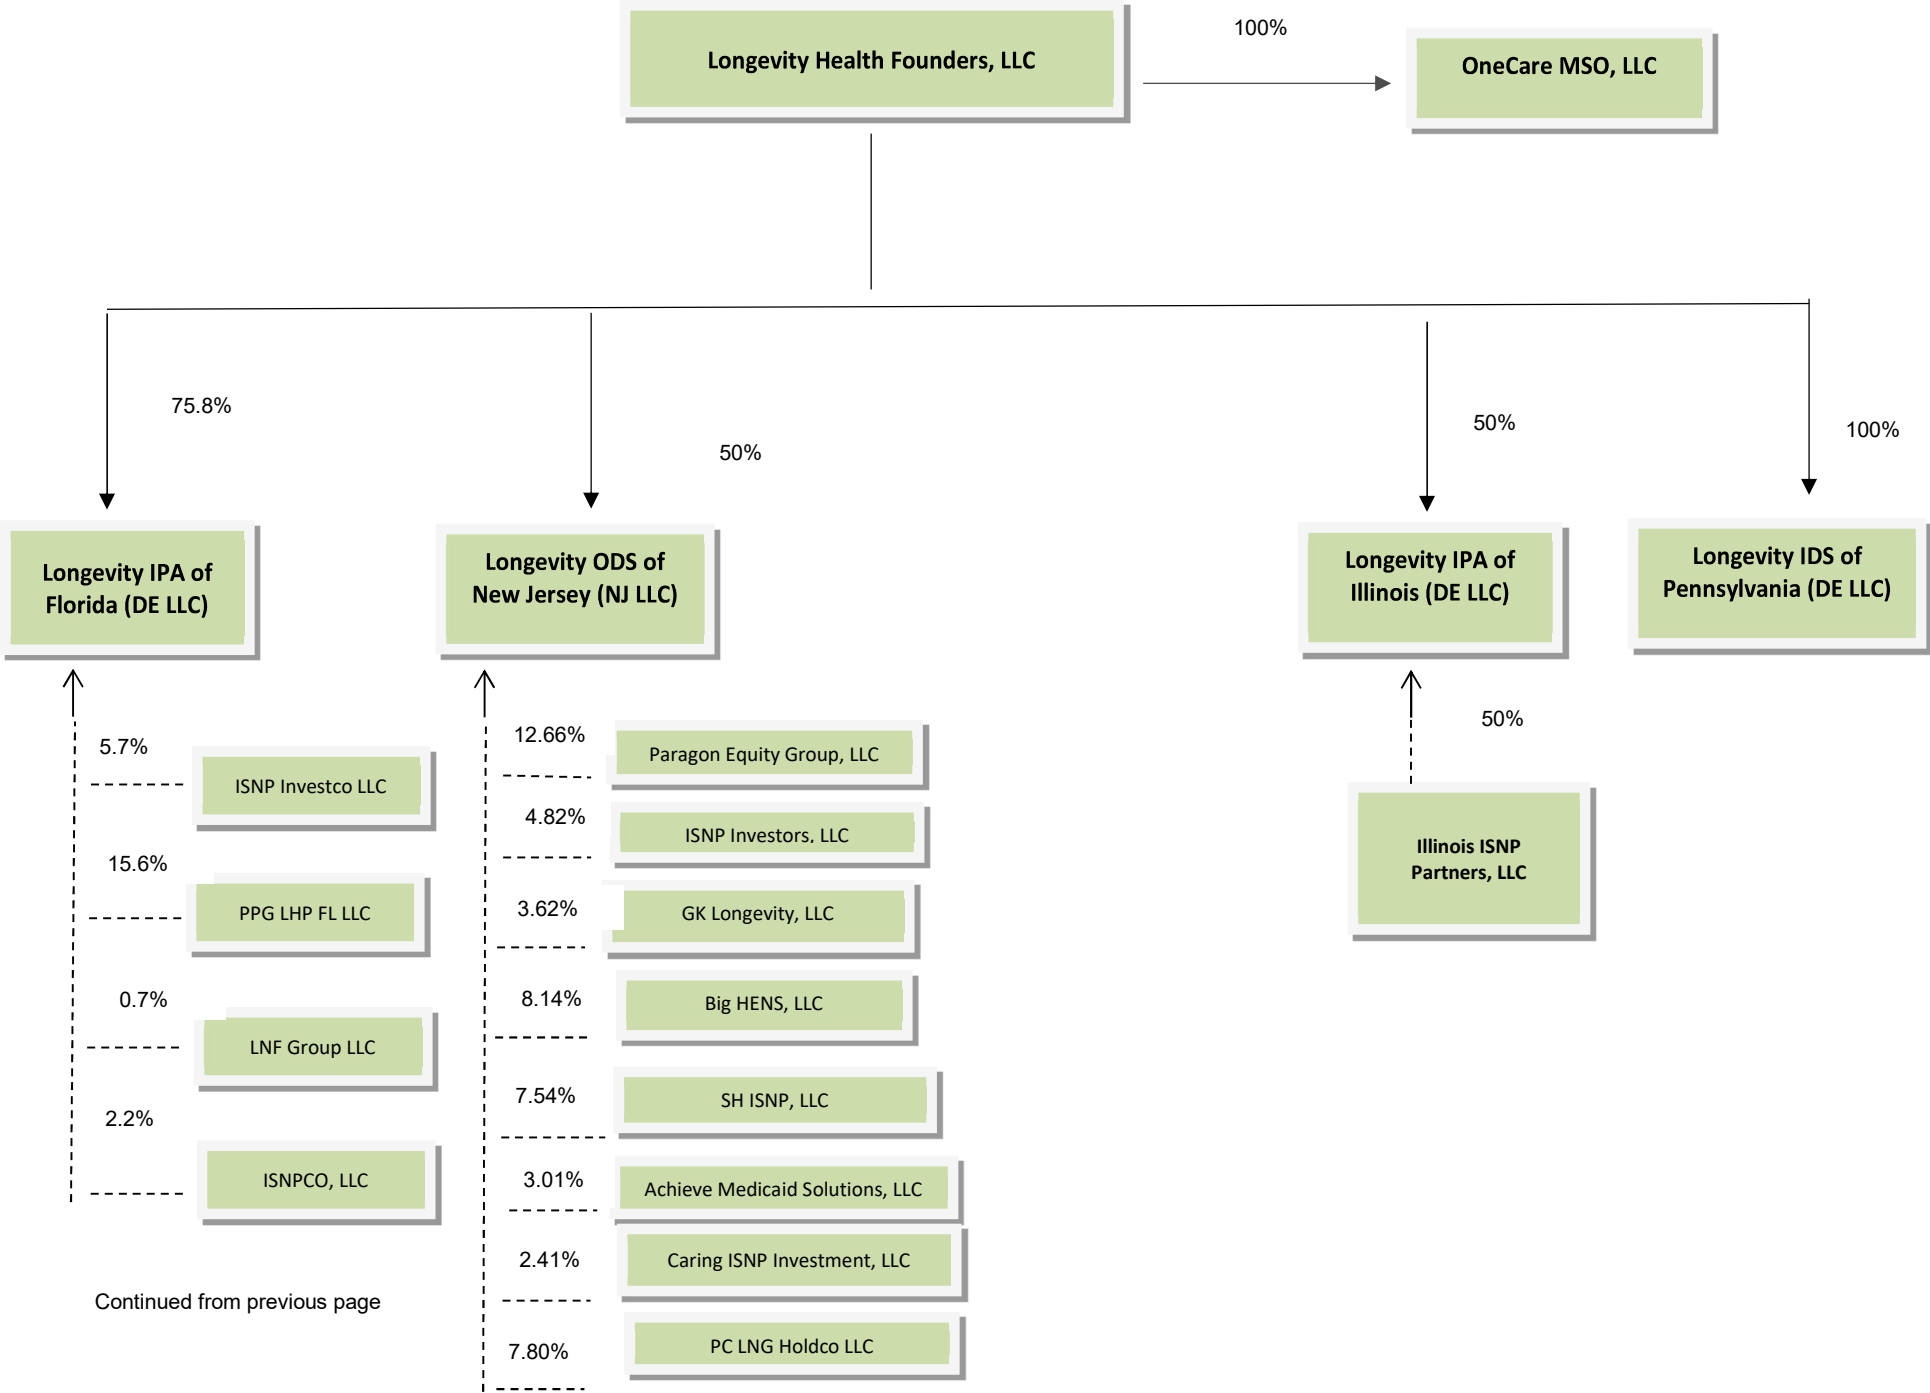 100%
Longevity Health Founders, LLC
OneCare MSO, LLC
75.8%
50%
50%
100%
Longevity IPA of
Florida (DE LLC)
Longevity ODS of
New Jersey (NJ LLC)
Longevity IPA of
Illinois (DE LLC)
Longevity IDS of
Pennsylvania (DE LLC)
5.7%
ISNP Investco LLC
15.6%
PPG LHP FL LLC
0.7%
LNF Group LLC
2.2%
ISNPCO, LLC
Continued from previous page
12.66%
Paragon Equity Group, LLC
4.82%
ISNP Investors, LLC
3.62%
GK Longevity, LLC
8.14%
Big HENS, LLC
7.54%
SH ISNP, LLC
3.01%
Achieve Medicaid Solutions, LLC
2.41%
Caring ISNP Investment, LLC
7.80%
PC LNG Holdco LLC
50%
Illinois ISNP
Partners, LLC